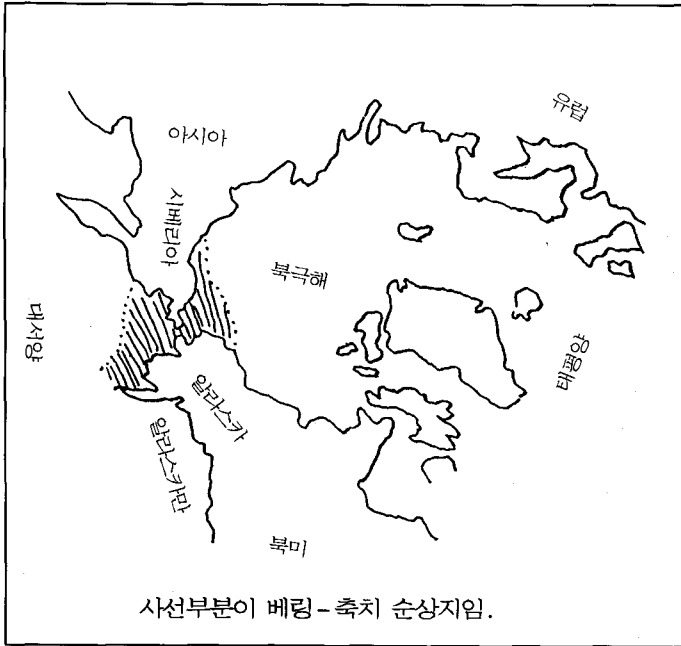 유럽
아시아
시베리아
북극해
대서양
태평양
알라스카
알라스카만
북미
사선부분이 베링-축치 순상지임.